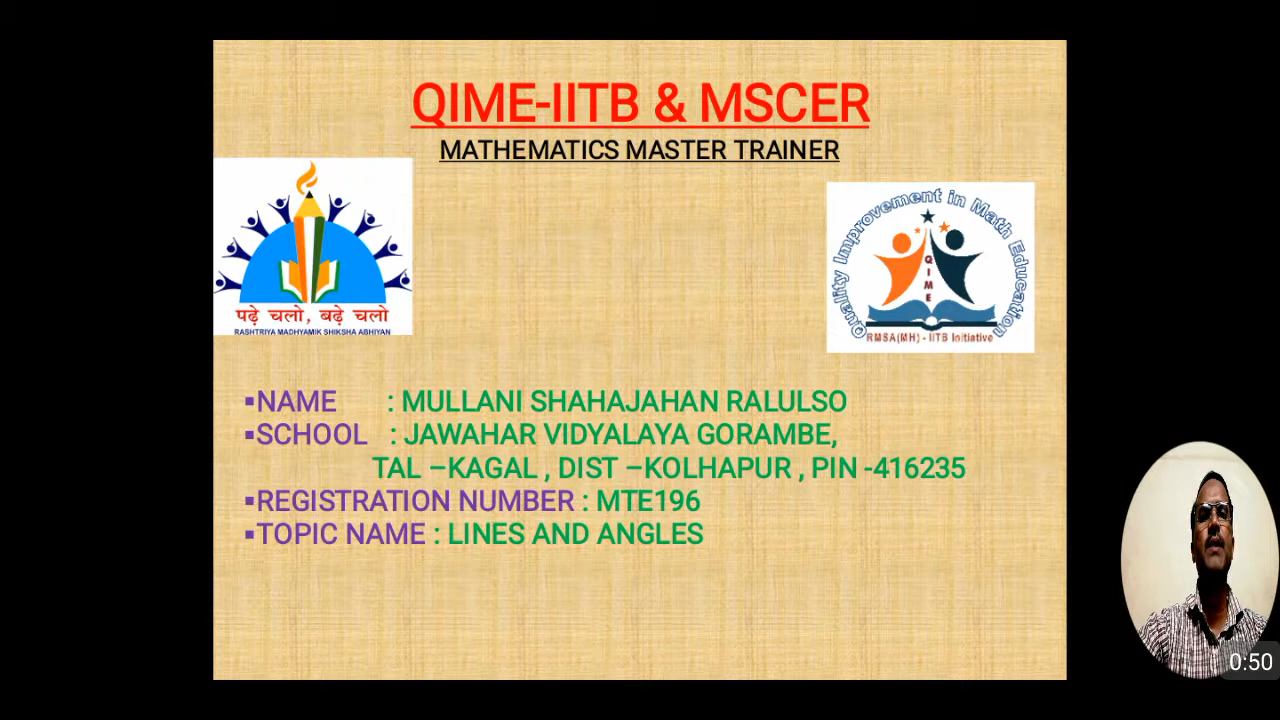 QIME-IITB & MSCER
MATHEMATICS MASTER TRAINER
पढ़े चलो, बढ़े चलो
RASHTRIYA MADHYAMIK SHIKSHA ABHIYAN
Quality Improvement in Math Education
QIME
RMSA(MH) - IITB Initiative
▪NAME : MULLANI SHAHAJAHAN RALULSO
▪SCHOOL : JAWAHAR VIDYALAYA GORAMBE,
TAL –KAGAL , DIST –KOLHAPUR , PIN -416235
▪REGISTRATION NUMBER : MTE196
▪TOPIC NAME : LINES AND ANGLES
0:50